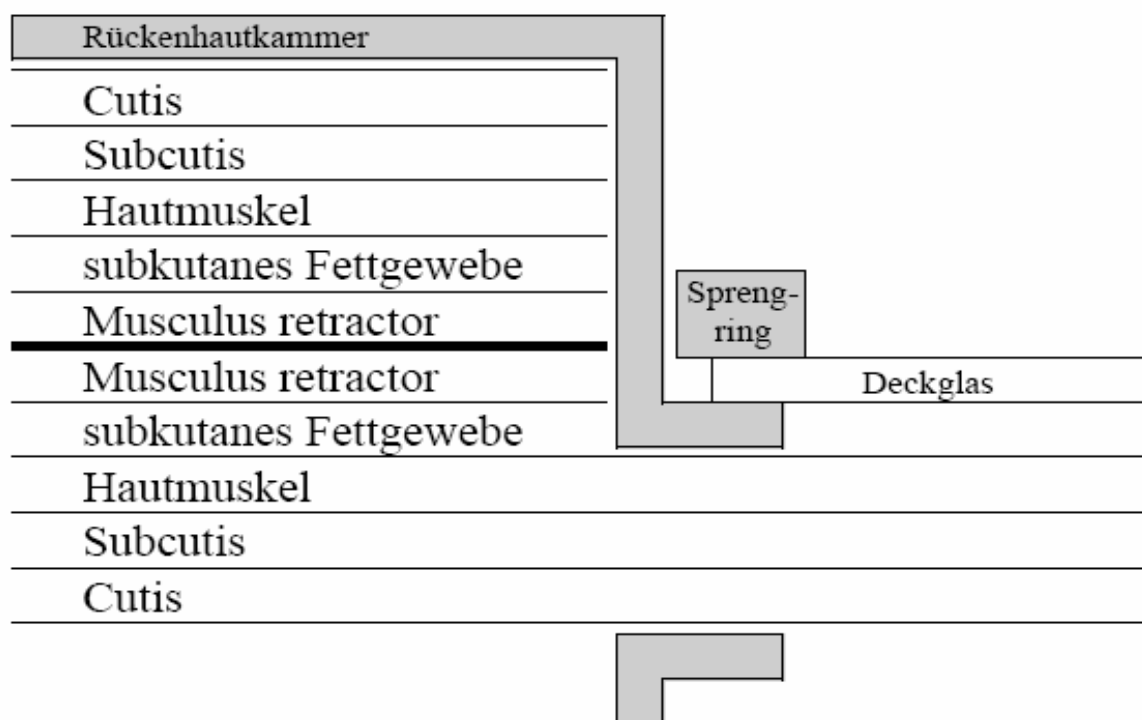 Rückenhautkammer
Cutis
Subcutis
Hautmuskel
subkutanes Fettgewebe
Musculus retractor
Musculus retractor
subkutanes Fettgewebe
Hautmuskel
Subcutis
Cutis
Spreng-
ring
Deckglas